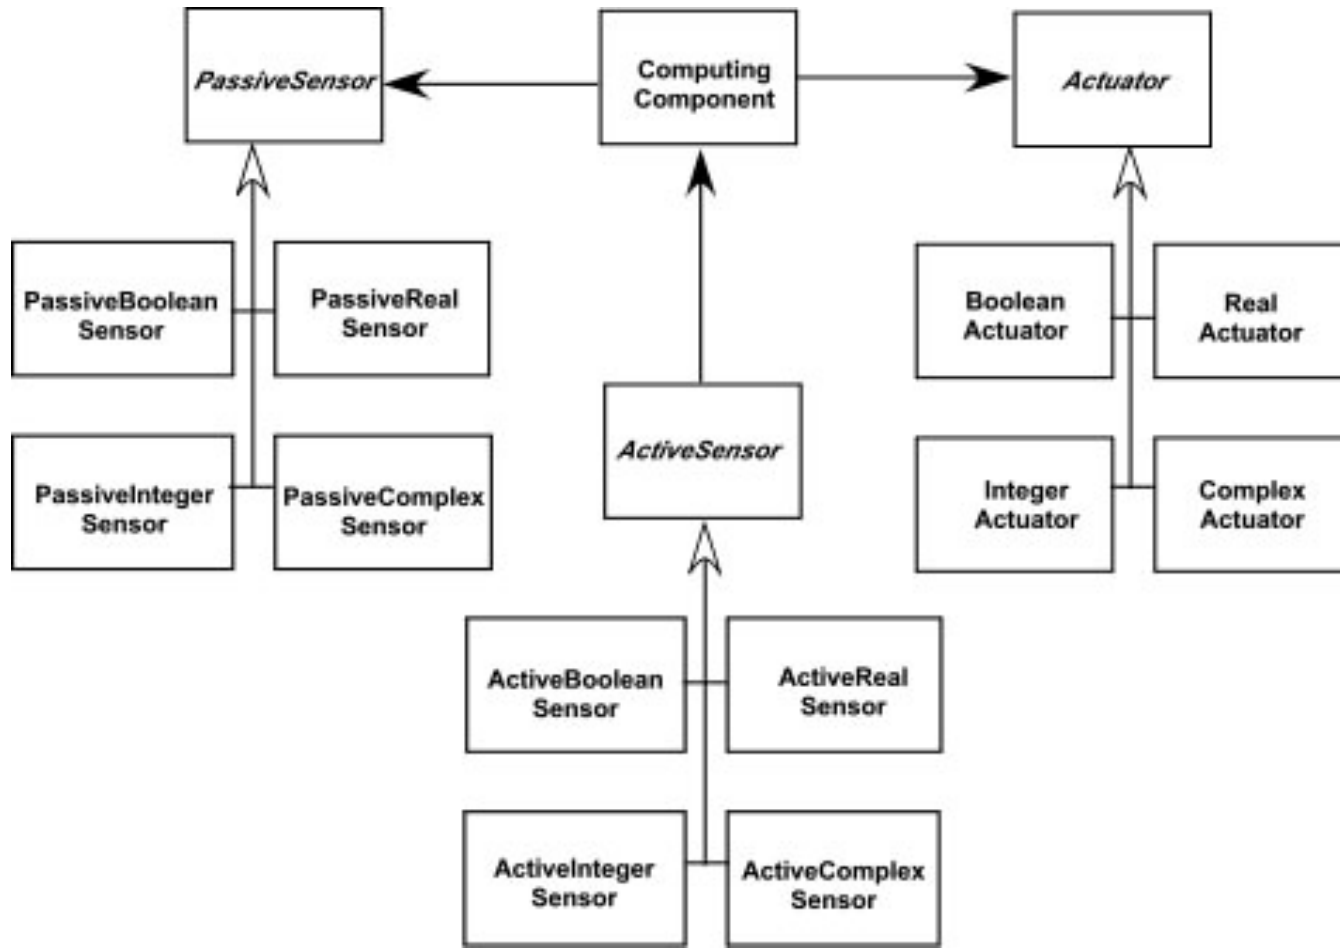 PassiveSensor
Computing
Component
Actuator
PassiveBoolean
Sensor
PassiveReal
Sensor
Boolean
Actuator
Real
Actuator
PassiveInteger
Sensor
PassiveComplex
Sensor
ActiveSensor
Integer
Actuator
Complex
Actuator
ActiveBoolean
Sensor
ActiveReal
Sensor
ActiveInteger
Sensor
ActiveComplex
Sensor